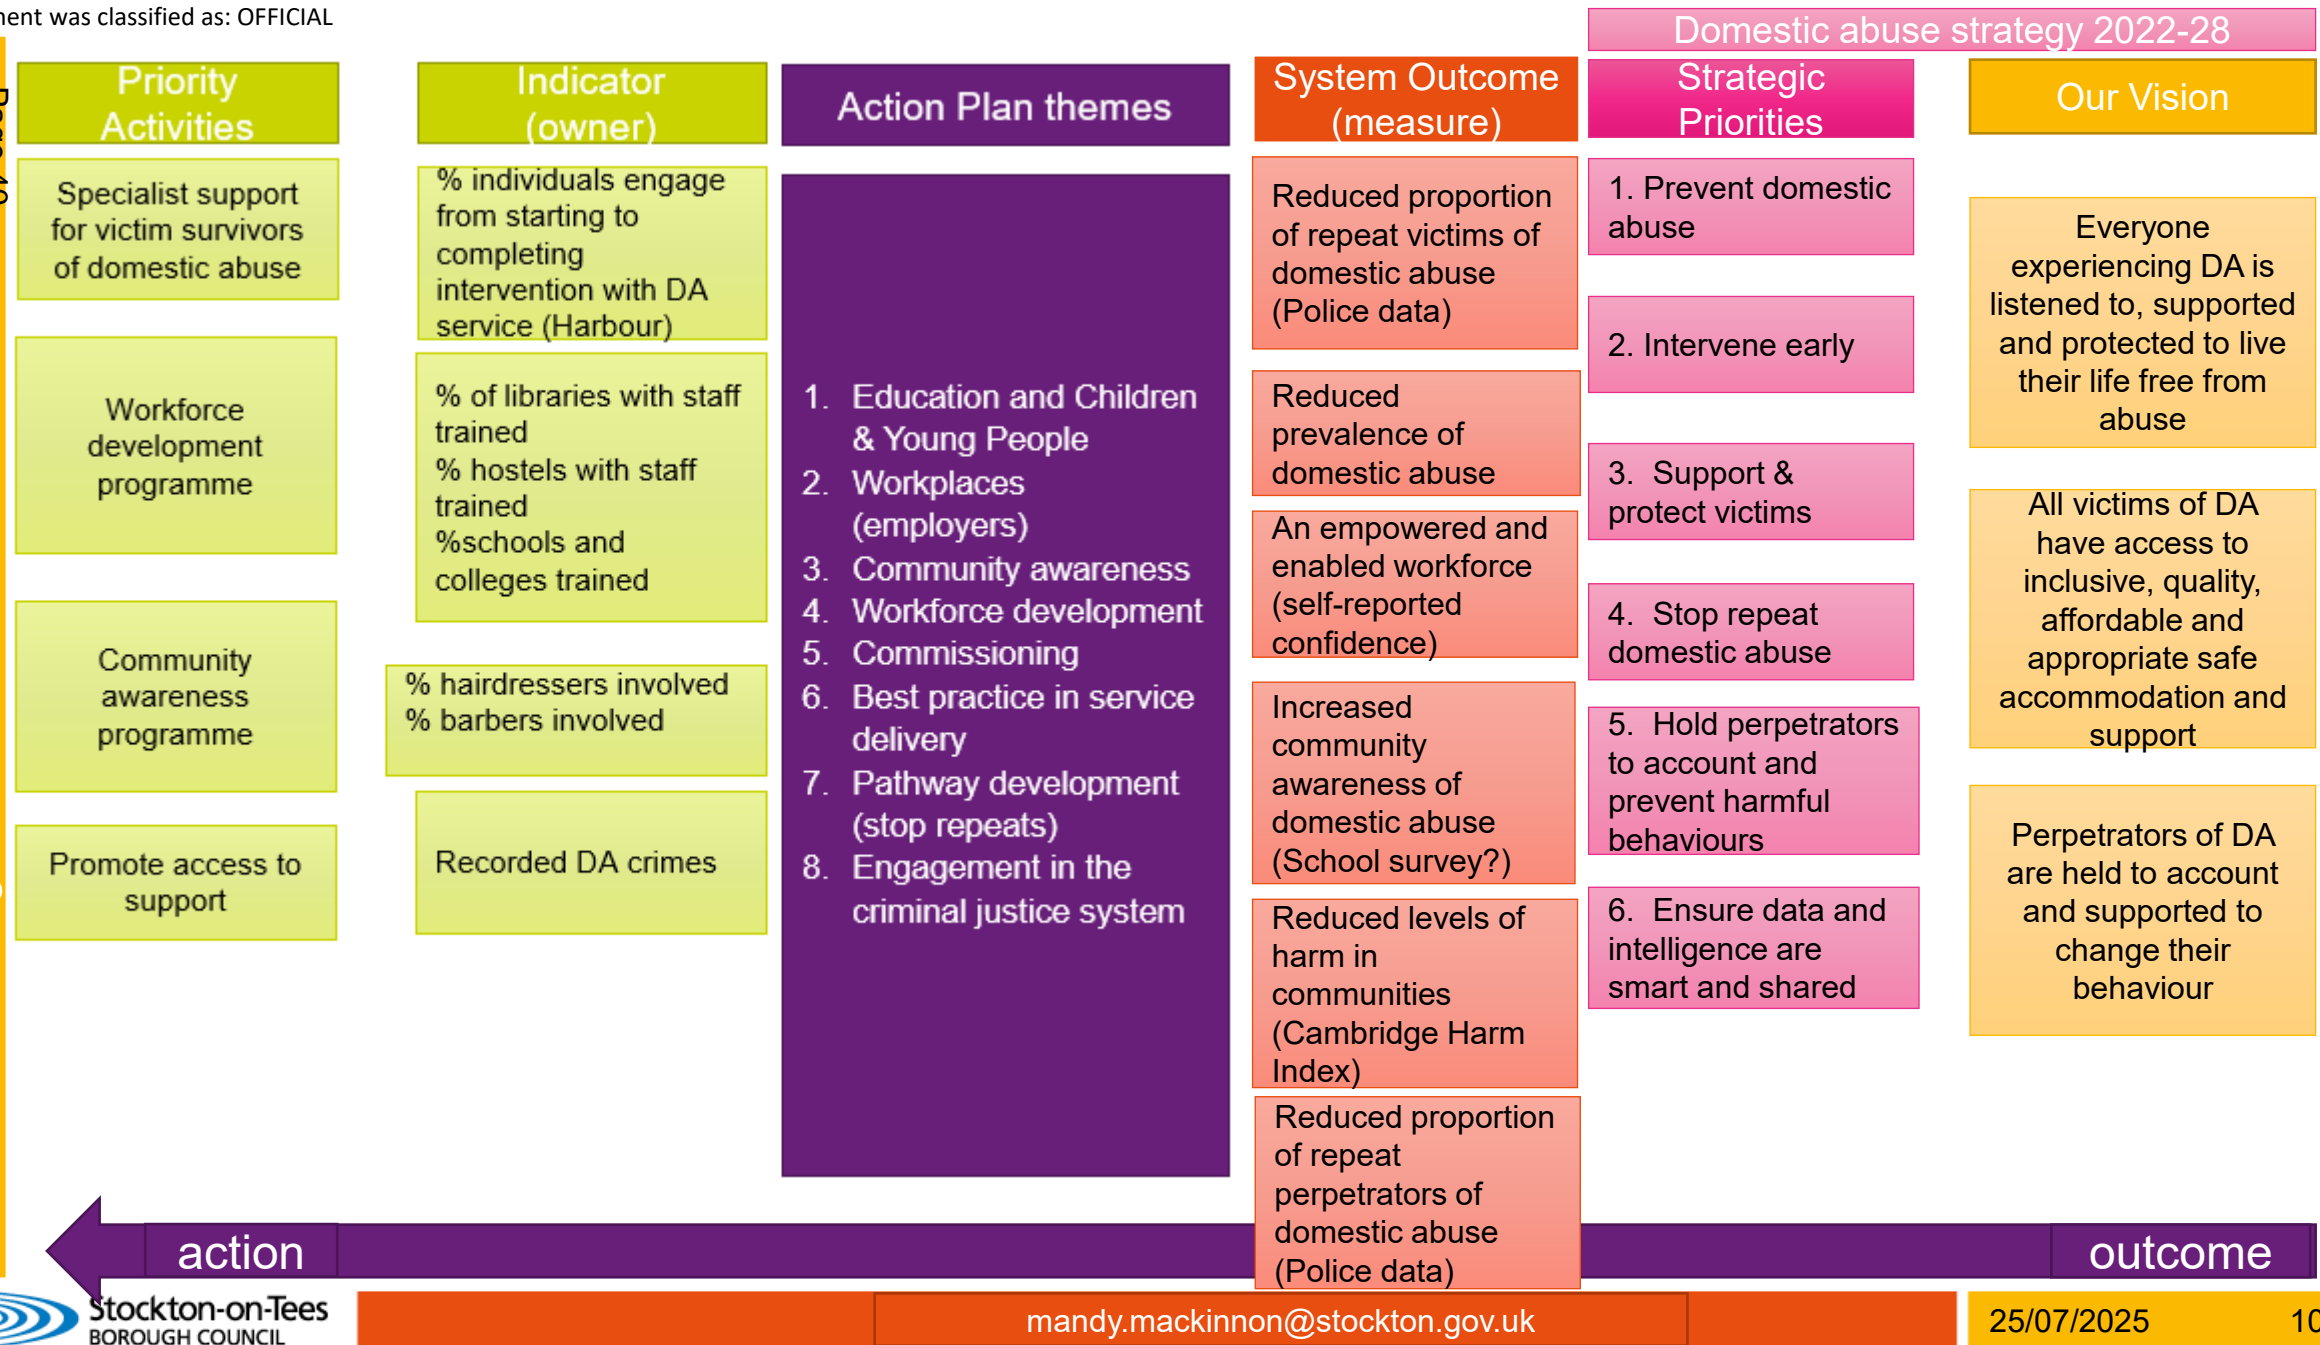 ment was classified as: OFFICIAL
Domestic abuse strategy 2022-28
Priority
Activities
Specialist support
for victim survivors
of domestic abuse
Workforce
development
programme
Community
awareness
programme
Promote access to
support
Indicator
(owner)
% individuals engage
from starting to
completing
intervention with DA
service (Harbour)
% of libraries with staff
trained
% hostels with staff
trained
%schools and
colleges trained
% hairdressers involved
% barbers involved
Recorded DA crimes
Action Plan themes
1. Education and Children
& Young People
2. Workplaces
(employers)
3. Community awareness
4. Workforce development
5. Commissioning
6. Best practice in service
delivery
7. Pathway development
(stop repeats)
8. Engagement in the
criminal justice system
System Outcome
(measure)
Reduced proportion
of repeat victims of
domestic abuse
(Police data)
Reduced
prevalence of
domestic abuse
An empowered and
enabled workforce
(self-reported
confidence)
Increased
community
awareness of
domestic abuse
(School survey?)
Reduced levels of
harm in
communities
(Cambridge Harm
Index)
Reduced proportion
of repeat
perpetrators of
domestic abuse
(Police data)
Strategic
Priorities
1. Prevent domestic
abuse
2. Intervene early
3. Support &
protect victims
4. Stop repeat
domestic abuse
5. Hold perpetrators
to account and
prevent harmful
behaviours
6. Ensure data and
intelligence are
smart and shared
Our Vision
Everyone
experiencing DA is
listened to, supported
and protected to live
their life free from
abuse
All victims of DA
have access to
inclusive, quality,
affordable and
appropriate safe
accommodation and
support
Perpetrators of DA
are held to account
and supported to
change their
behaviour
action
outcome
Stockton-on-Tees
BOROUGH COUNCIL
mandy.mackinnon@stockton.gov.uk
25/07/2025
10